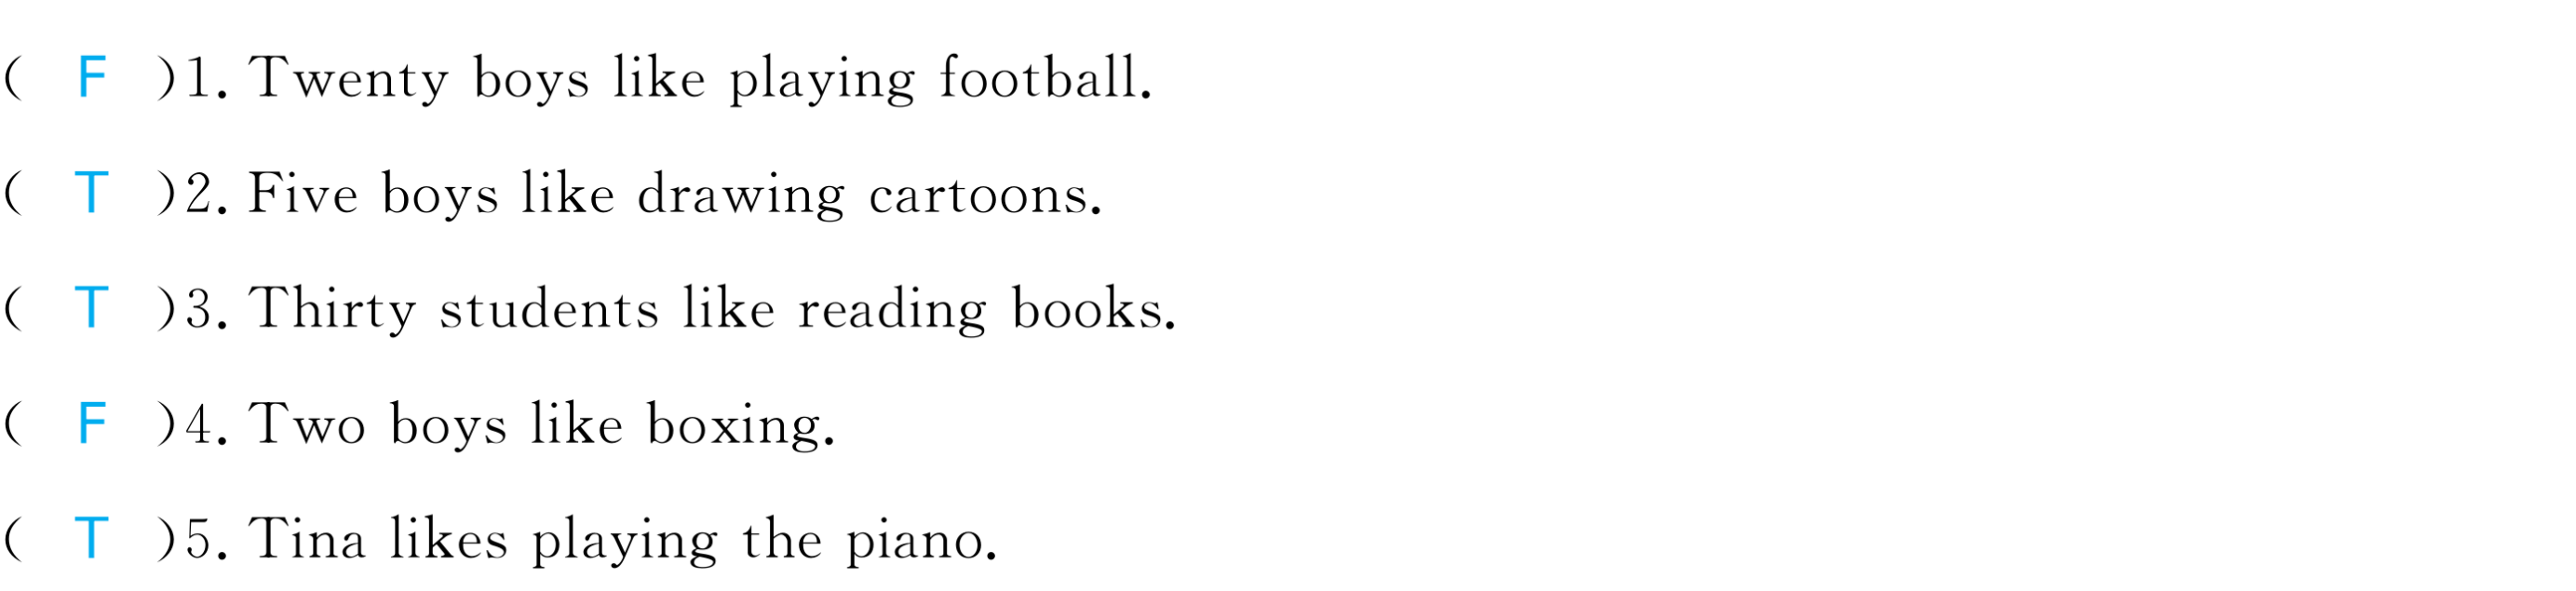 ( F )1. Twenty boys like playing football.
( T )2. Five boys like drawing cartoons.
( T )3. Thirty students like reading books.
( F )4. Two boys like boxing.
( T )5. Tina likes playing the piano.